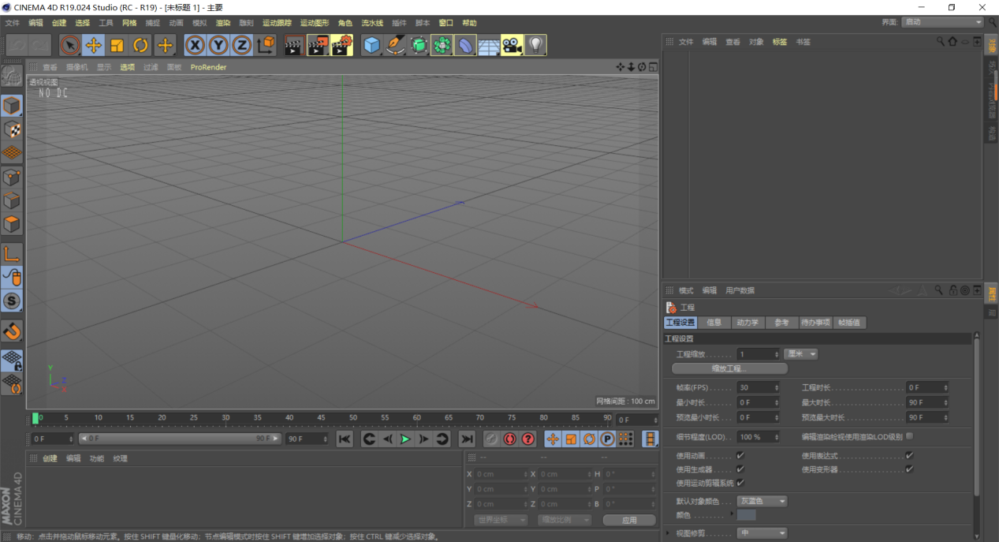 CINEMA 4D R19.024 Studio (RC - R19) - [未标题 1] - 主要
文件 编辑 创建 选择 工具 网格 捕捉 动画 模拟 渲染 雕刻 运动跟踪 运动图形 角色 流水线 插件 脚本 窗口 帮助 界面: 启动
X Y Z
文件 编辑 查看 对象 标签 书签
查看 摄像机 显示 选项 过滤 面板 ProRender
透视视图
NO DC
Y
Z
X
S
网格间距 : 100 cm
对象
场次
内容浏览器
构造
模式 编辑 用户数据
属性
层
工程
工程设置 信息 动力学 参考 待办事项 帧插值
工程设置
工程缩放 . . . . . . . 1 厘米
缩放工程...
帧率(FPS) . . . . . 30 工程时长 . . . . . . . . . . . . . . . . . 0 F
最小时长 . . . . . . . 0 F 最大时长 . . . . . . . . . . . . . . . . . 90 F
预览最小时长 . . . . 0 F 预览最大时长 . . . . . . . . . . . . . . 90 F
细节程度(LOD) . . . 100 % 编辑渲染检视使用渲染LOD级别
使用动画 . . . . . . . 使用表达式 . . . . . . . . . . . . . . . .
使用生成器 . . . . . 使用变形器 . . . . . . . . . . . . . . . .
使用运动剪辑系统
默认对象颜色 . . . 灰蓝色
颜色 . . . . . . . .
视图修剪 . . . . . . . 中
0 5 10 15 20 25 30 35 40 45 50 55 60 65 70 75 80 85 90 0 F
0 F 0 F 90 F 90 F ? P
创建 编辑 功能 纹理
-- -- --
X 0 cm X 0 cm H 0 °
Y 0 cm Y 0 cm P 0 °
Z 0 cm Z 0 cm B 0 °
世界坐标 缩放比例 应用
MAXON
CINEMA 4D
移动：点击并拖动鼠标移动元素。按住 SHIFT 键量化移动；节点编辑模式时按住 SHIFT 键增加选择对象；按住 CTRL 键减少选择对象。